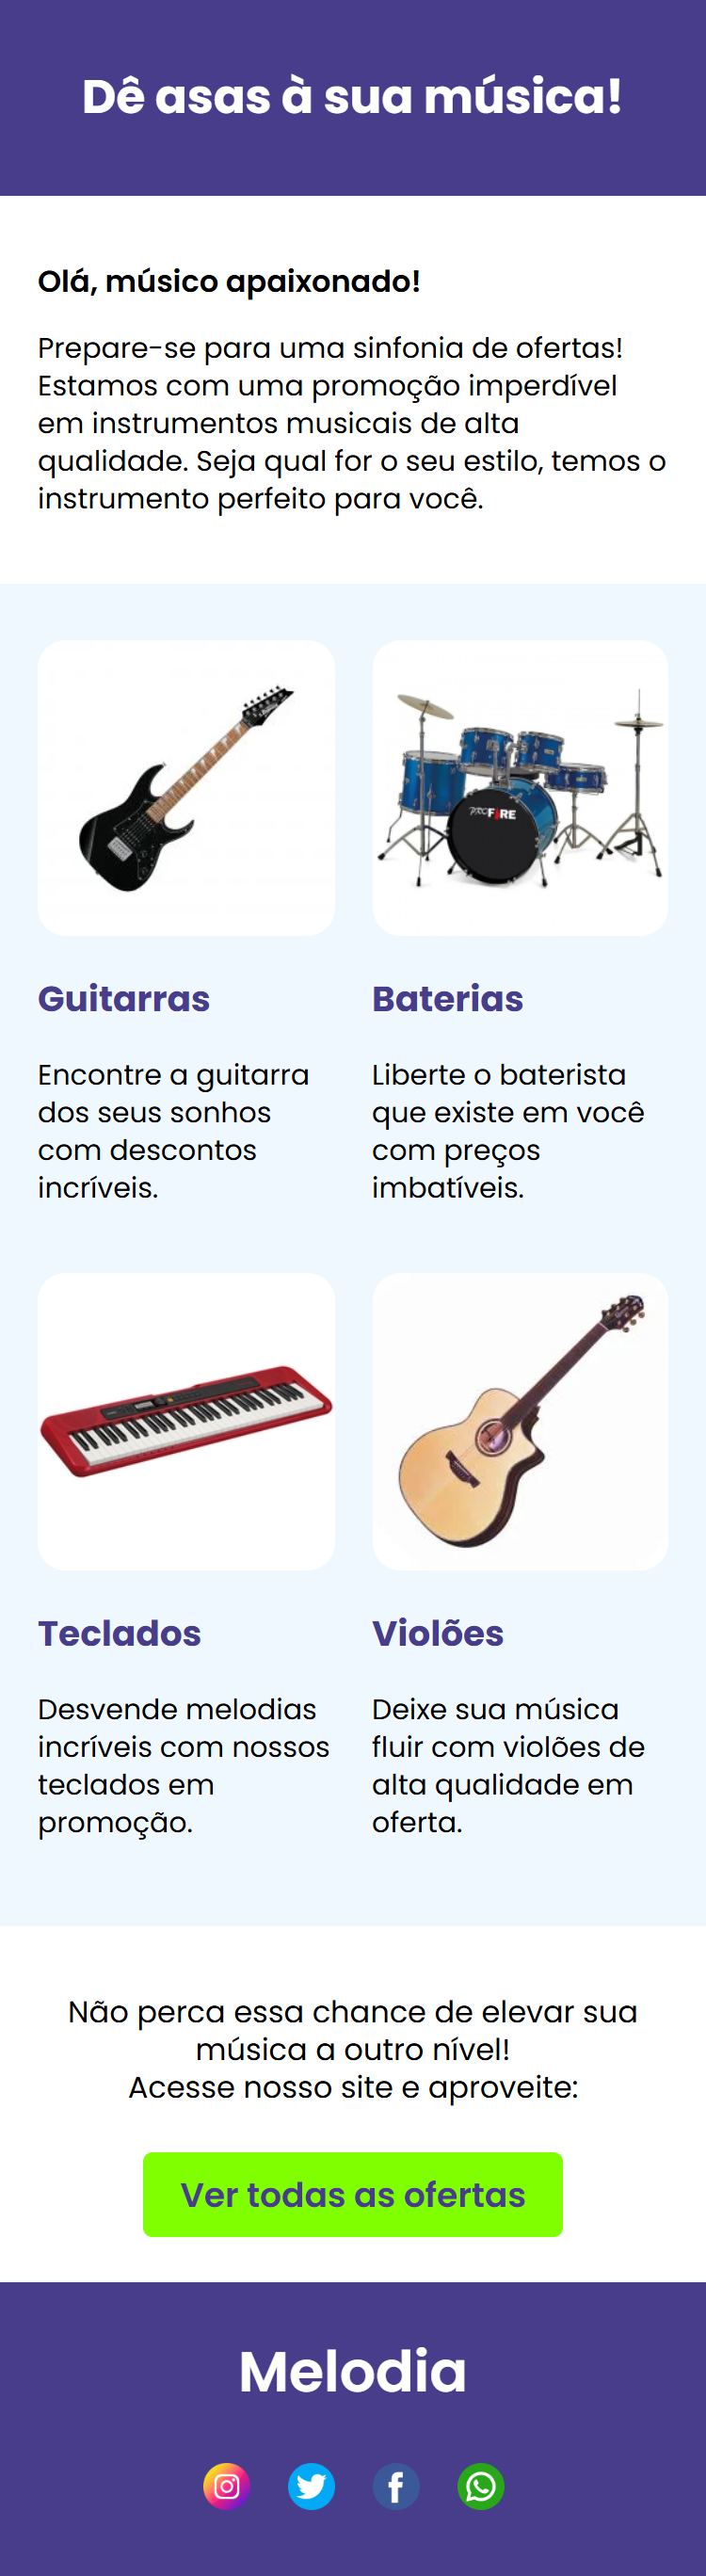 Dê asas à sua música!
Olá, músico apaixonado!
Prepare-se para uma sinfonia de ofertas!
Estamos com uma promoção imperdível
em instrumentos musicais de alta
qualidade. Seja qual for o seu estilo, temos o
instrumento perfeito para você.
PROFIRE
Guitarras
Encontre a guitarra
dos seus sonhos
com descontos
incríveis.
Baterias
Liberte o baterista
que existe em você
com preços
imbatíveis.
Teclados
Desvende melodias
incríveis com nossos
teclados em
promoção.
Violões
Deixe sua música
fluir com violões de
alta qualidade em
oferta.
Não perca essa chance de elevar sua
música a outro nível!
Acesse nosso site e aproveite:
Ver todas as ofertas
Melodia